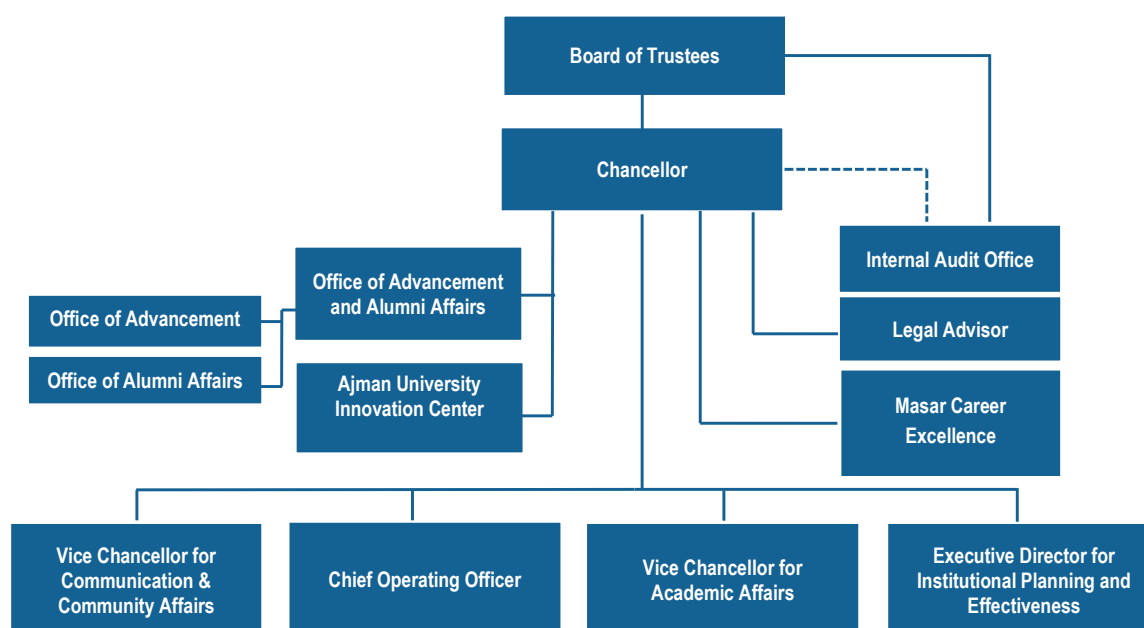 Board of Trustees
Chancellor
Internal Audit Office
Office of Advancement
and Alumni Affairs
Office of Advancement
Legal Advisor
Office of Alumni Affairs
Ajman University
Innovation Center
Masar Career
Excellence
Vice Chancellor for
Communication &
Community Affairs
Chief Operating Officer
Vice Chancellor for
Academic Affairs
Executive Director for
Institutional Planning and
Effectiveness